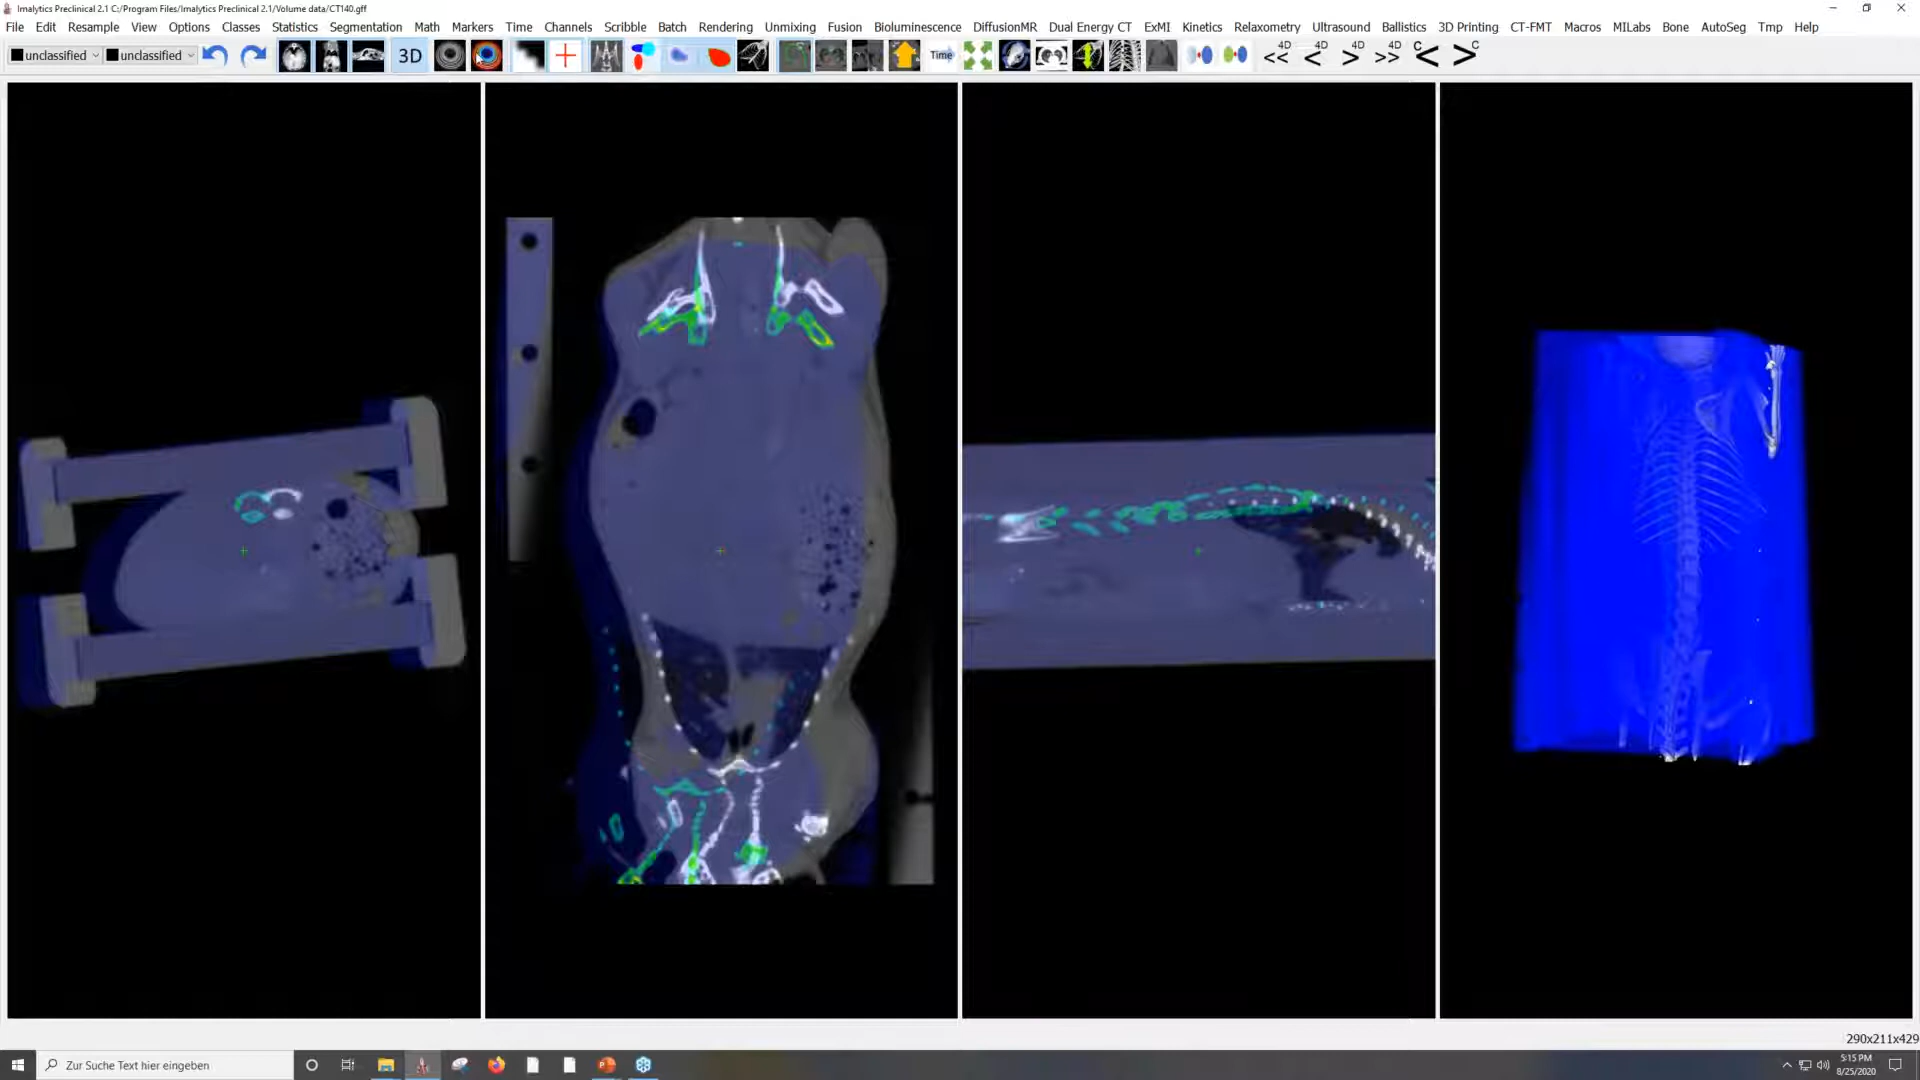 Imalytics Preclinical 2.1 C:/Program Files/Imalytics Preclinical 2.1/Volume data/CT140.gff
File Edit Resample View Options Classes Statistics Segmentation Math Markers Time Channels Scribble Batch Rendering Unmixing Fusion Bioluminescence DiffusionMR Dual Energy CT ExMI Kinetics Relaxometry Ultrasound Ballistics 3D Printing CT-FMT Macros MILabs Bone AutoSeg Tmp Help
unclassified unclassified 3D Time 4D << 4D < 4D > 4D >> C < C >
290x211x429
Zur Suche Text hier eingeben
5:15 PM
8/25/2020